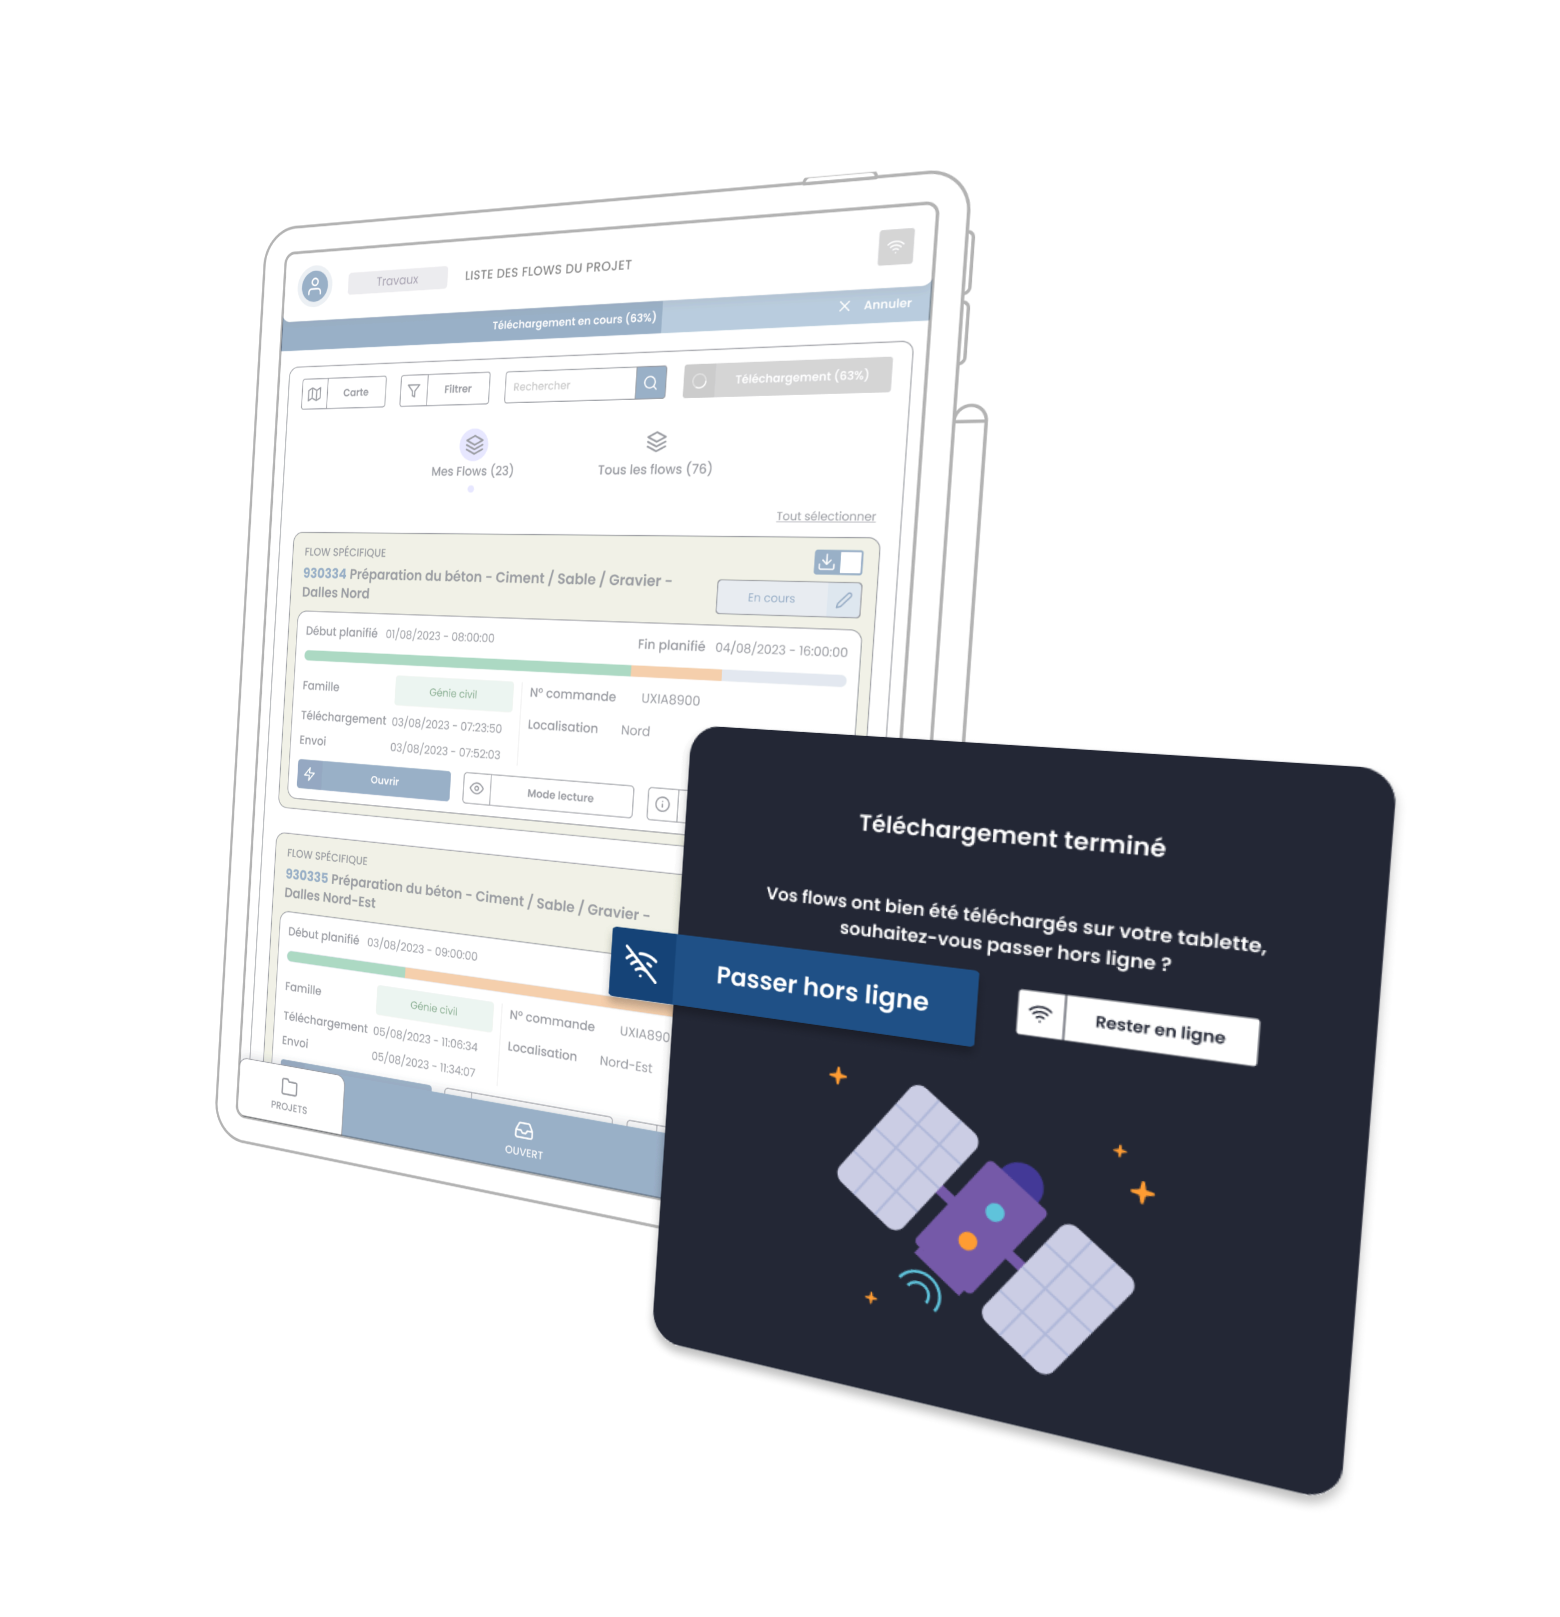 Travaux
LISTE DES FLOWS DU PROJET
Téléchargement en cours (63%)
Annuler
Carte
Filtrer
Rechercher
Téléchargement (63%)
Mes Flows (23)
Tous les flows (76)
Tout sélectionner
FLOW SPÉCIFIQUE
930334 Préparation du béton - Ciment / Sable / Gravier -
Dalles Nord
En cours
Début planifié 01/08/2023 - 08:00:00
Fin planifié 04/08/2023 - 16:00:00
Famille Génie civil
N° commande UXIA8900
Téléchargement 03/08/2023 - 07:23:50
Localisation Nord
Envoi 03/08/2023 - 07:52:03
Ouvrir
Mode lecture
FLOW SPÉCIFIQUE
930335 Préparation du béton - Ciment / Sable / Gravier -
Dalles Nord-Est
Début planifié 03/08/2023 - 09:00:00
Famille Génie civil
N° commande UXIA890
Téléchargement 05/08/2023 - 11:06:34
Localisation Nord-Est
Envoi 05/08/2023 - 11:34:07
PROJETS
OUVERT
Téléchargement terminé
Vos flows ont bien été téléchargés sur votre tablette,
souhaitez-vous passer hors ligne ?
Passer hors ligne
Rester en ligne